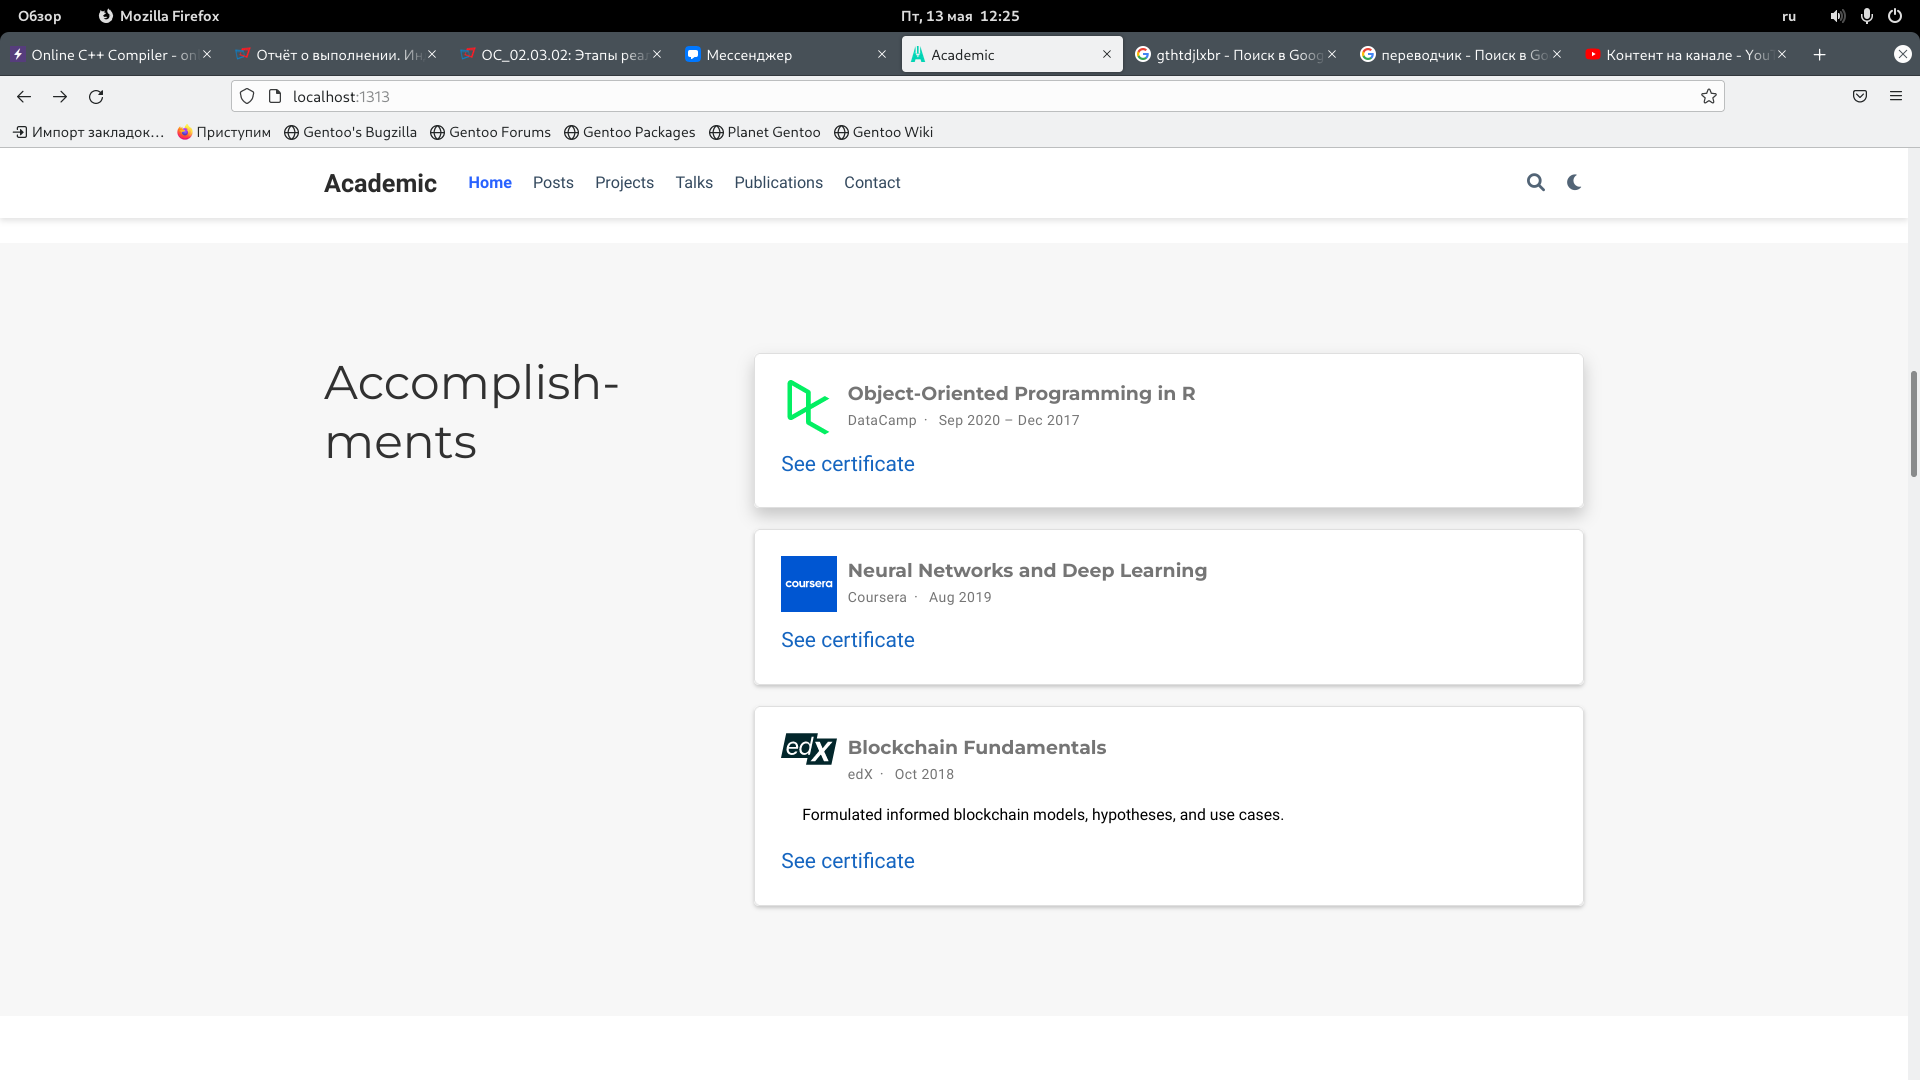 Обзор Mozilla Firefox Пт, 13 мая 12:25 ru
Online C++ Compiler - on Отчёт о выполнении. Ин ОС_02.03.02: Этапы реа Мессенджер Academic gthtdjlxbr - Поиск в Goog переводчик - Поиск в Go Контент на канале - YouT
localhost:1313
Импорт закладок… Приступим Gentoo's Bugzilla Gentoo Forums Gentoo Packages Planet Gentoo Gentoo Wiki
Academic Home Posts Projects Talks Publications Contact
Accomplish-
ments
Object-Oriented Programming in R
DataCamp · Sep 2020 – Dec 2017
See certificate
coursera
Neural Networks and Deep Learning
Coursera · Aug 2019
See certificate
edX
Blockchain Fundamentals
edX · Oct 2018
Formulated informed blockchain models, hypotheses, and use cases.
See certificate